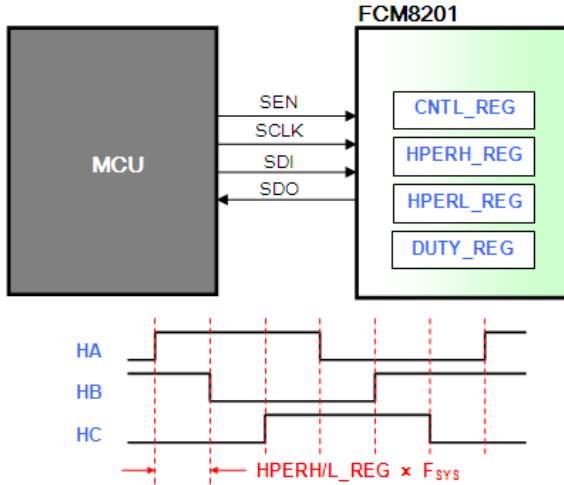 FCM8201
MCU
SEN
SCLK
SDI
SDO
CNTL_REG
HPERH_REG
HPERL_REG
DUTY_REG
HA
HB
HC
HPERH/L_REG × FSYS